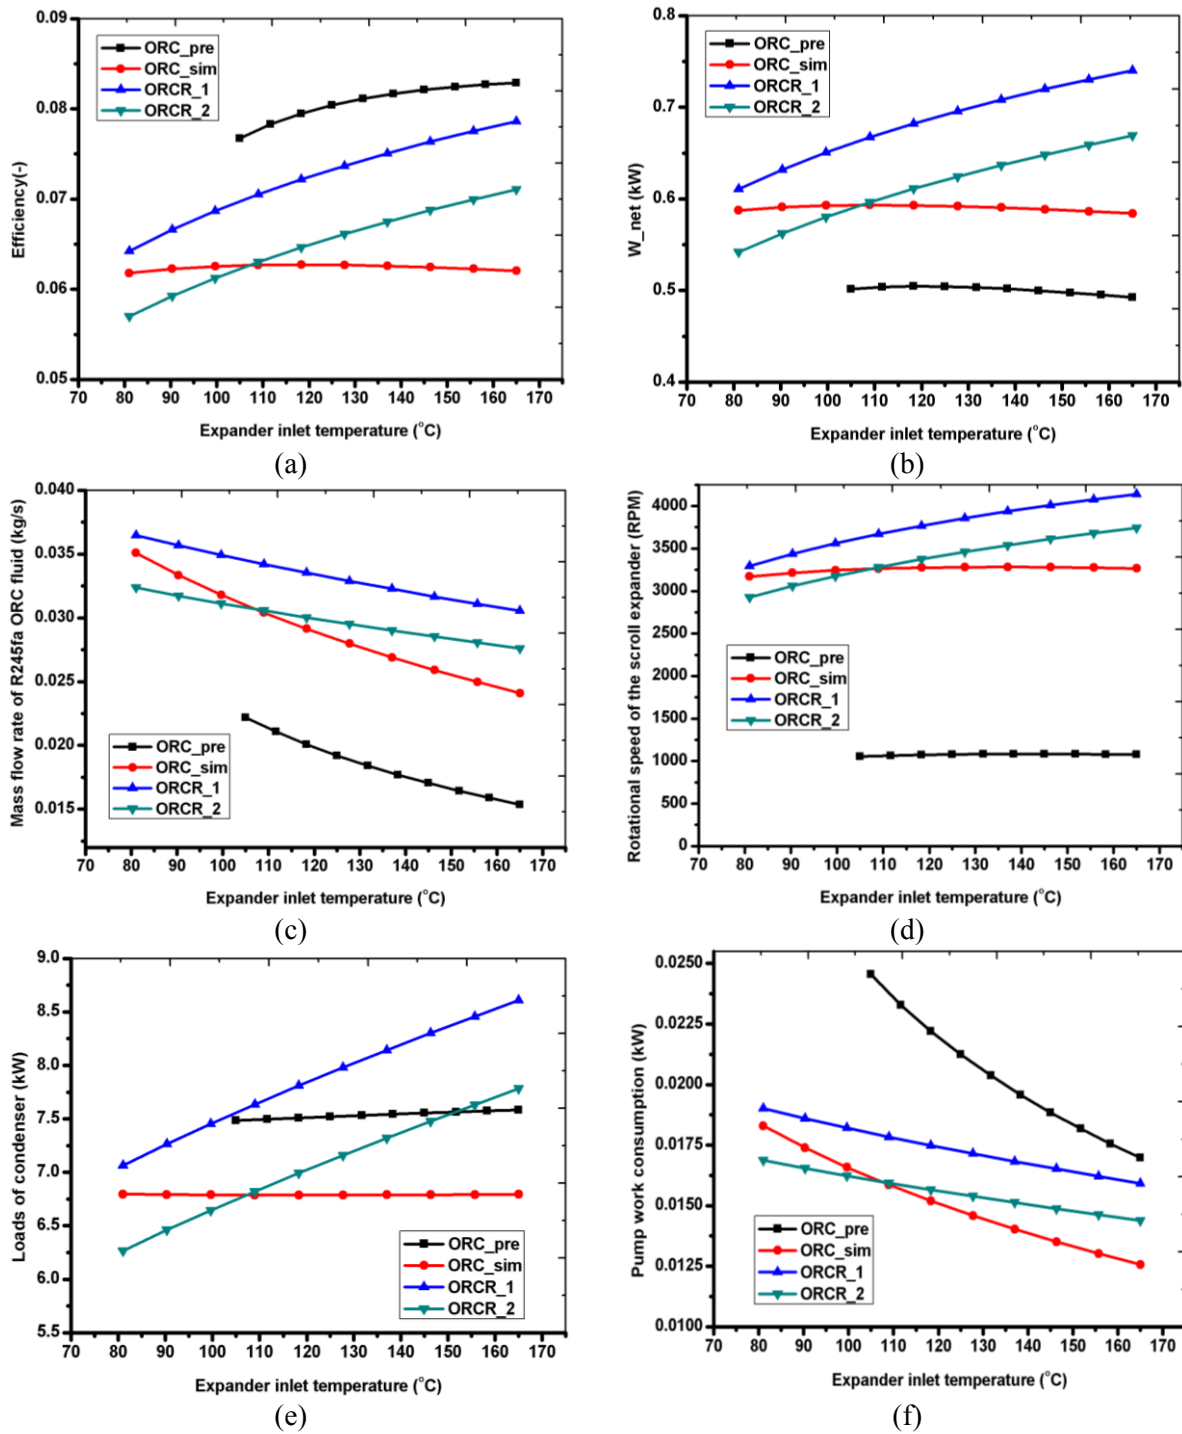 0.09
0.08
0.07
0.06
0.05
Efficiency(-)
ORC_pre
ORC_sim
ORCR_1
ORCR_2
70 80 90 100 110 120 130 140 150 160 170
Expander inlet temperature (°C)
(a)
0.8
0.7
0.6
0.5
0.4
W_net (kW)
ORC_pre
ORC_sim
ORCR_1
ORCR_2
70 80 90 100 110 120 130 140 150 160 170
Expander inlet temperature (°C)
(b)
0.040
0.035
0.030
0.025
0.020
0.015
Mass flow rate of R245fa ORC fluid (kg/s)
ORC_pre
ORC_sim
ORCR_1
ORCR_2
70 80 90 100 110 120 130 140 150 160 170
Expander inlet temperature (°C)
(c)
4000
3500
3000
2500
2000
1500
1000
500
0
Rotational speed of the scroll expander (RPM)
ORC_pre
ORC_sim
ORCR_1
ORCR_2
70 80 90 100 110 120 130 140 150 160 170
Expander inlet temperature (°C)
(d)
9.0
8.5
8.0
7.5
7.0
6.5
6.0
5.5
Loads of condenser (kW)
ORC_pre
ORC_sim
ORCR_1
ORCR_2
70 80 90 100 110 120 130 140 150 160 170
Expander inlet temperature (°C)
(e)
0.0250
0.0225
0.0200
0.0175
0.0150
0.0125
0.0100
Pump work consumption (kW)
ORC_pre
ORC_sim
ORCR_1
ORCR_2
70 80 90 100 110 120 130 140 150 160 170
Expander inlet temperature (°C)
(f)